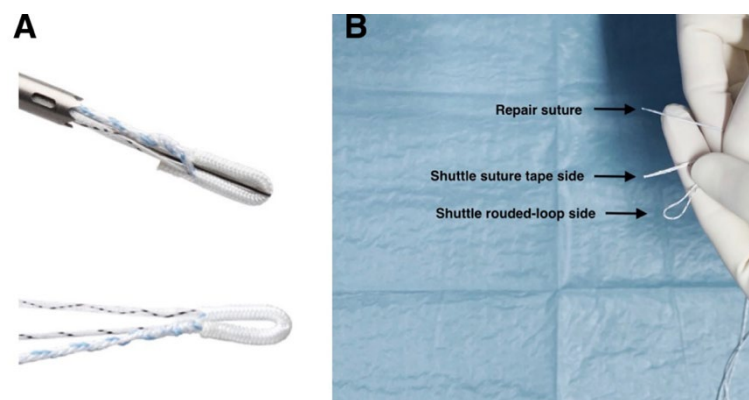 A
B
Repair suture
Shuttle suture tape side
Shuttle rouded-loop side